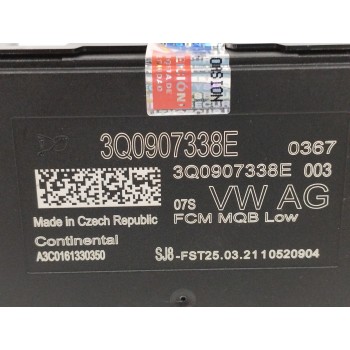 3Q0907338E
0367
3Q0907338E 003
07S VW AG
Made in Czech Republic
FCM MQB Low
Continental
A3C0161330350
SJ8-FST25.03.2110520904